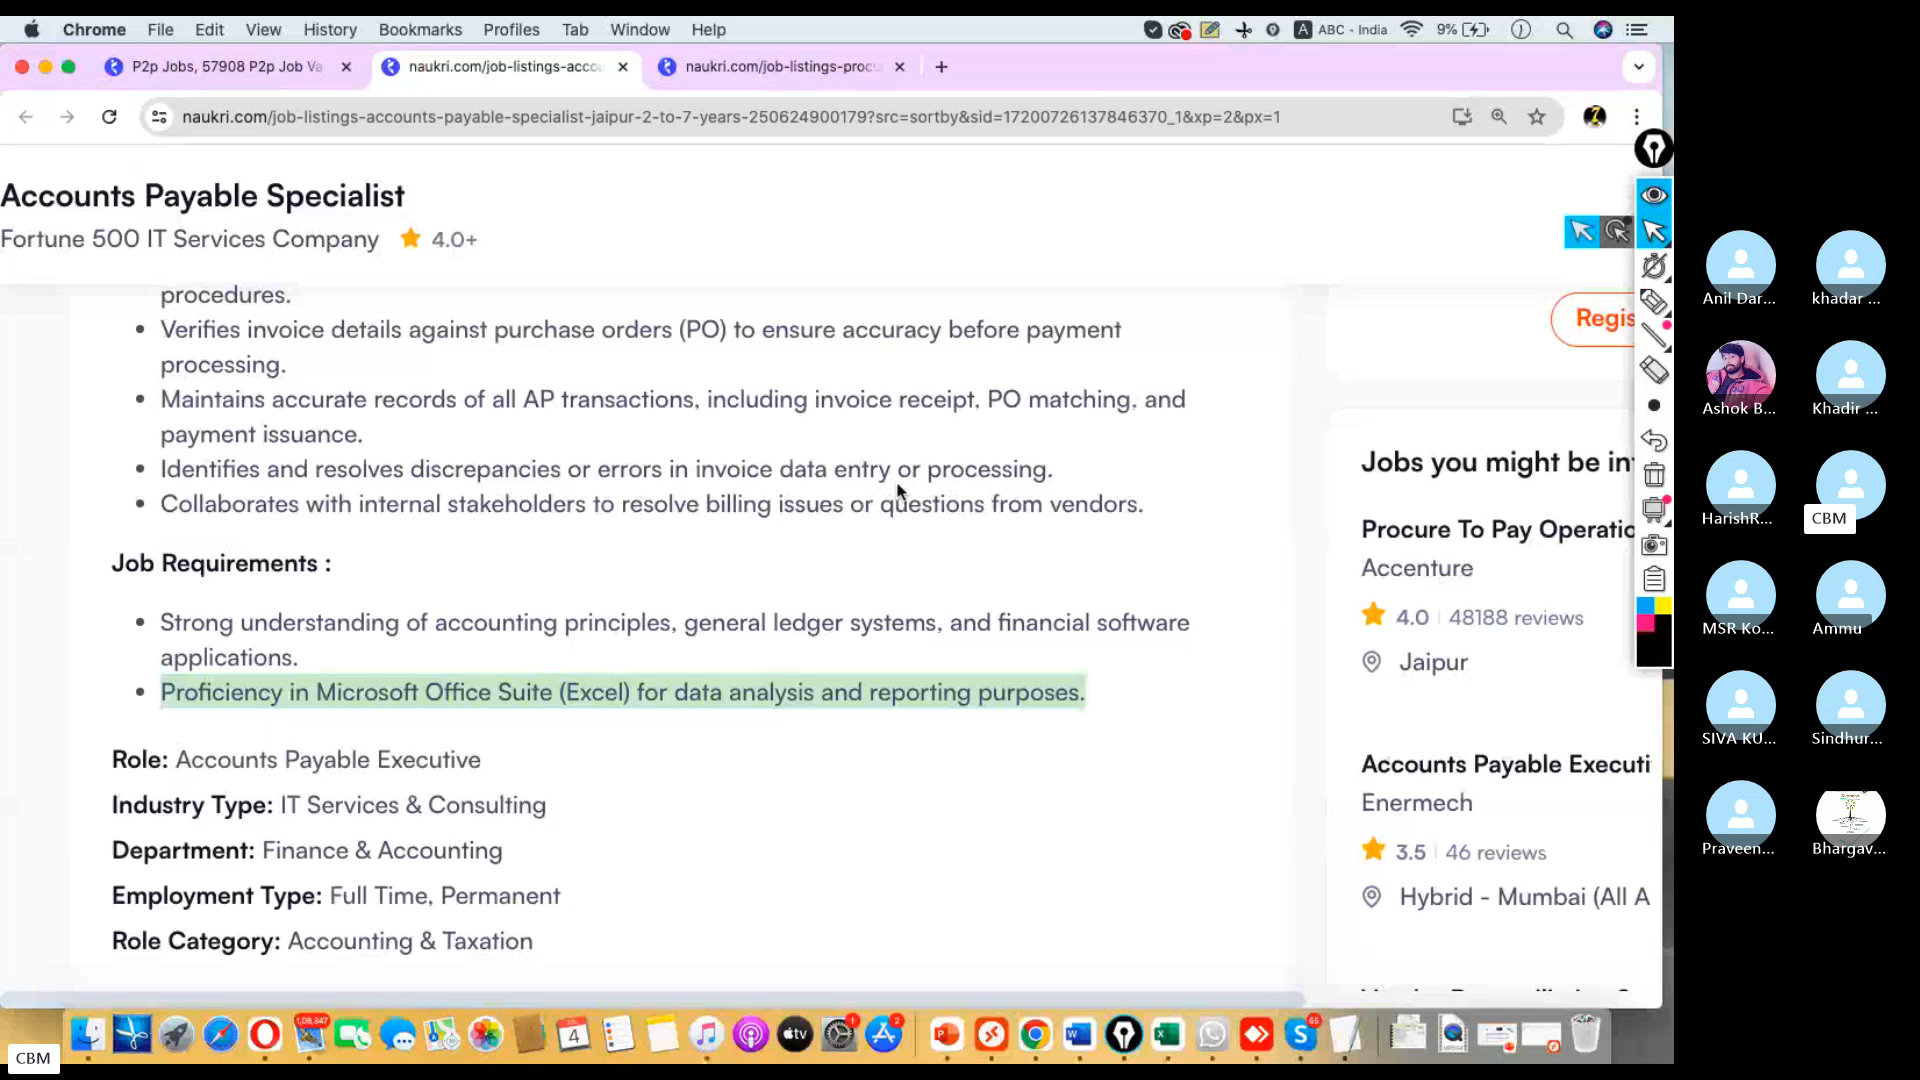 Chrome File Edit View History Bookmarks Profiles Tab Window Help
A ABC - India 9%
P2p Jobs, 57908 P2p Job Va
naukri.com/job-listings-acco
naukri.com/job-listings-proc
naukri.com/job-listings-accounts-payable-specialist-jaipur-2-to-7-years-250624900179?src=sortby&sid=17200726137846370_1&xp=2&px=1
Accounts Payable Specialist
Fortune 500 IT Services Company 4.0+
procedures.
• Verifies invoice details against purchase orders (PO) to ensure accuracy before payment
processing.
• Maintains accurate records of all AP transactions, including invoice receipt, PO matching, and
payment issuance.
• Identifies and resolves discrepancies or errors in invoice data entry or processing.
• Collaborates with internal stakeholders to resolve billing issues or questions from vendors.
Job Requirements :
• Strong understanding of accounting principles, general ledger systems, and financial software
applications.
• Proficiency in Microsoft Office Suite (Excel) for data analysis and reporting purposes.
Role: Accounts Payable Executive
Industry Type: IT Services & Consulting
Department: Finance & Accounting
Employment Type: Full Time, Permanent
Role Category: Accounting & Taxation
Regis
Jobs you might be in
Procure To Pay Operatio
Accenture
4.0 | 48188 reviews
Jaipur
Accounts Payable Executi
Enermech
3.5 | 46 reviews
Hybrid - Mumbai (All A
Anil Dar...
khadar ...
Ashok B...
Khadir ...
HarishR...
CBM
MSR Ko...
Ammu
SIVA KU...
Sindhur...
Praveen...
Bhargav...
1,08,347
4
tv
1
2
55
CBM